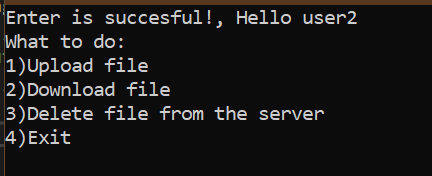 Enter is succesful!, Hello user2
What to do:
1)Upload file
2)Download file
3)Delete file from the server
4)Exit